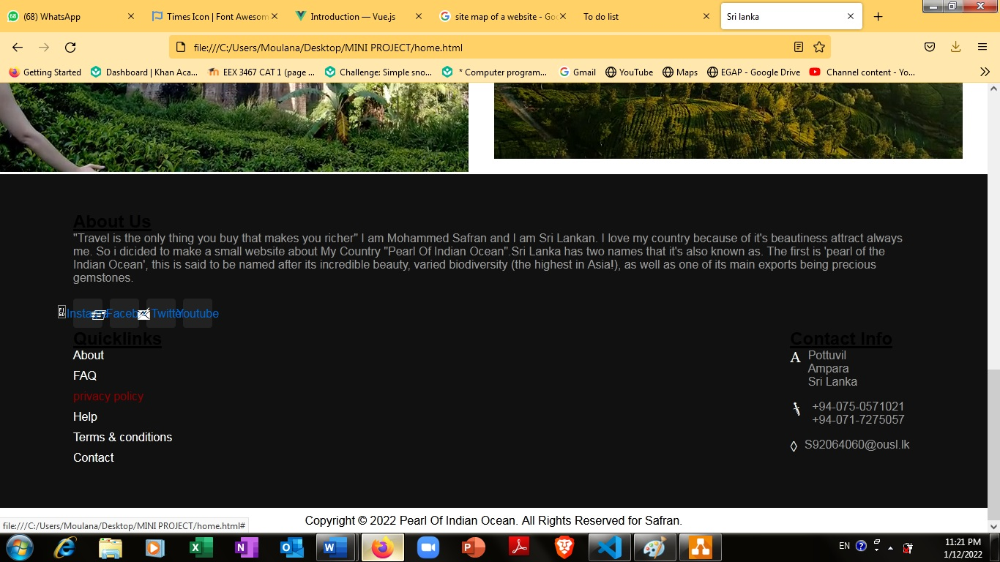 (68) WhatsApp
Times Icon | Font Awesom
Introduction — Vue.js
site map of a website - Goo
To do list
Sri lanka
file:///C:/Users/Moulana/Desktop/MINI PROJECT/home.html
Getting Started
Dashboard | Khan Aca...
EEX 3467 CAT 1 (page ...
Challenge: Simple sno...
* Computer program...
Gmail
YouTube
Maps
EGAP - Google Drive
Channel content - Yo...
About Us
"Travel is the only thing you buy that makes you richer" I am Mohammed Safran and I am Sri Lankan. I love my country because of it's beautiness attract always
me. So i dicided to make a small website about My Country "Pearl Of Indian Ocean".Sri Lanka has two names that it's also known as. The first is 'pearl of the
Indian Ocean', this is said to be named after its incredible beauty, varied biodiversity (the highest in Asia!), as well as one of its main exports being precious
gemstones.
Youtube
Quicklinks
About
FAQ
privacy policy
Help
Terms & conditions
Contact
Contact Info
A Pottuvil
Ampara
Sri Lanka
+94-075-0571021
+94-071-7275057
S92064060@ousl.lk
file:///C:/Users/Moulana/Desktop/MINI PROJECT/home.html#
Copyright © 2022 Pearl Of Indian Ocean. All Rights Reserved for Safran.
EN
11:21 PM
1/12/2022